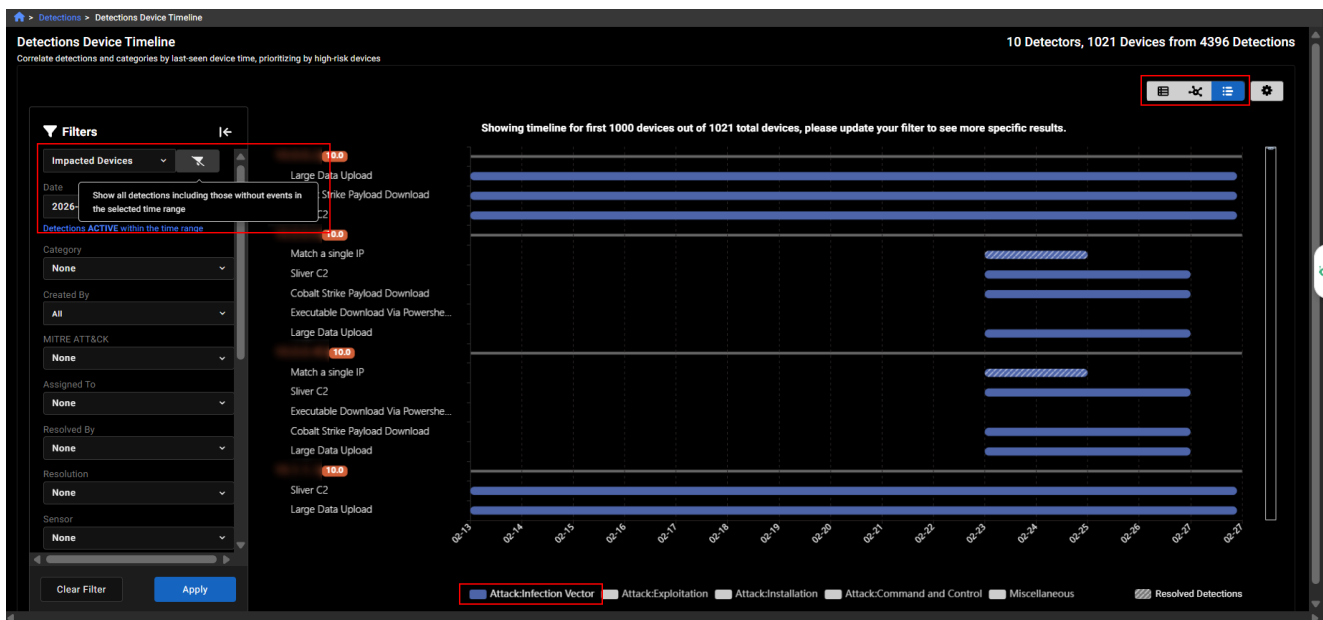 > Detections > Detections Device Timeline
Detections Device Timeline
Correlate detections and categories by last-seen device time, prioritizing by high-risk devices
10 Detectors, 1021 Devices from 4396 Detections
Filters
Impacted Devices
Date
2026-
Show all detections including those without events in
the selected time range
Detections ACTIVE within the time range
Category
None
Created By
All
MITRE ATT&CK
None
Assigned To
None
Resolved By
None
Resolution
None
Sensor
None
Clear Filter
Apply
Showing timeline for first 1000 devices out of 1021 total devices, please update your filter to see more specific results.
10.0
Large Data Upload
Strike Payload Download
C2
10.0
Match a single IP
Sliver C2
Cobalt Strike Payload Download
Executable Download Via Powershe...
Large Data Upload
10.0
Match a single IP
Sliver C2
Executable Download Via Powershe...
Cobalt Strike Payload Download
Large Data Upload
10.0
Sliver C2
Large Data Upload
02-13 02-14 02-15 02-16 02-17 02-18 02-19 02-20 02-21 02-22 02-23 02-24 02-25 02-26 02-27 02-27
Attack:Infection Vector Attack:Exploitation Attack:Installation Attack:Command and Control Miscellaneous Resolved Detections